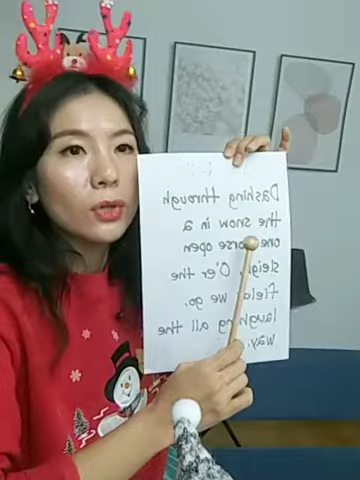 Dashing through
the snow in a
one horse open
sleigh, O'er the
Fields we go,
laughing all the
way.